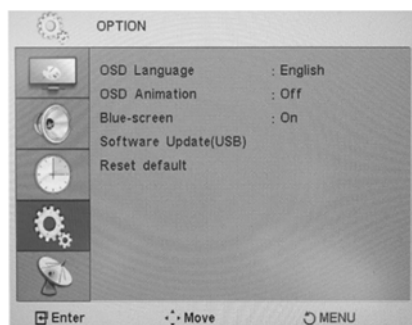 OPTION
OSD Language : English
OSD Animation : Off
Blue-screen : On
Software Update(USB)
Reset default
Enter Move MENU